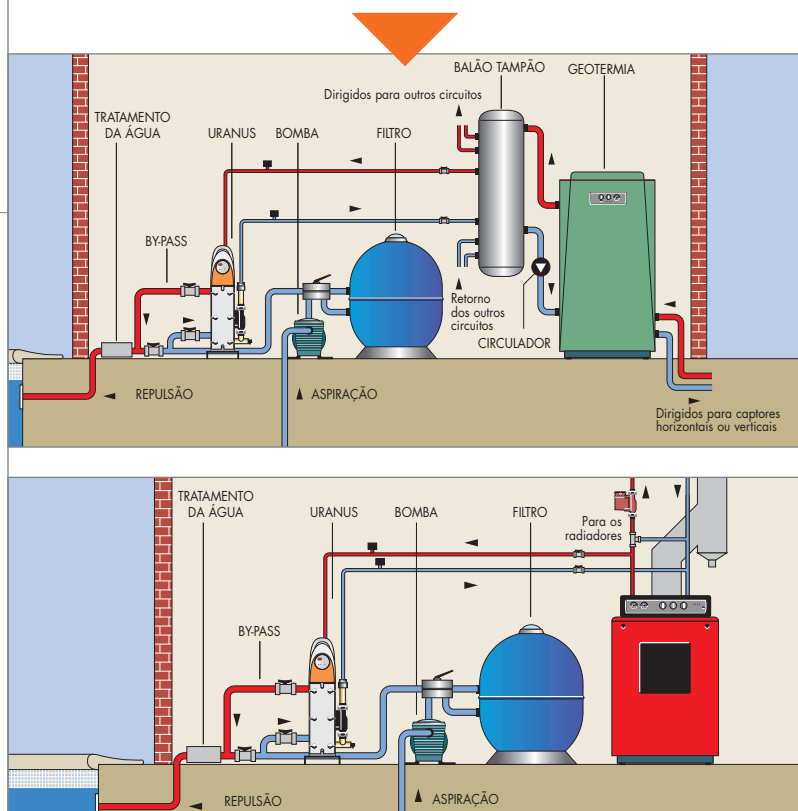 BALÃO TAMPÃO
GEOTERMIA
Dirigidos para outros circuitos
TRATAMENTO
DA ÁGUA
URANUS
BOMBA
FILTRO
BY-PASS
Retorno
dos outros
circuitos
CIRCULADOR
REPULSÃO
ASPIRAÇÃO
Dirigidos para captores
horizontais ou verticais
TRATAMENTO
DA ÁGUA
URANUS
BOMBA
FILTRO
Para os
radiadores
BY-PASS
REPULSÃO
ASPIRAÇÃO